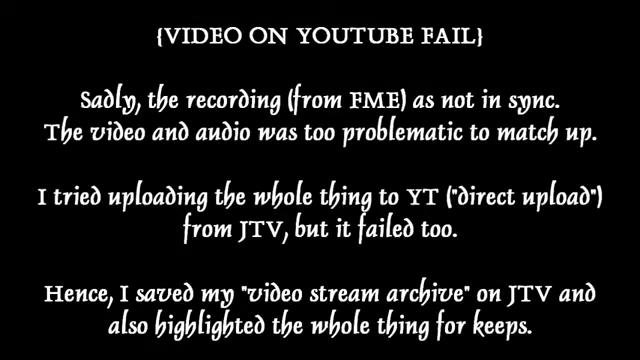 {VIDEO ON YOUTUBE FAIL}
Sadly, the recording (from FME) as not in sync.
The video and audio was too problematic to match up.
I tried uploading the whole thing to YT ("direct upload")
from JTV, but it failed too.
Hence, I saved my "video stream archive" on JTV and
also highlighted the whole thing for keeps.